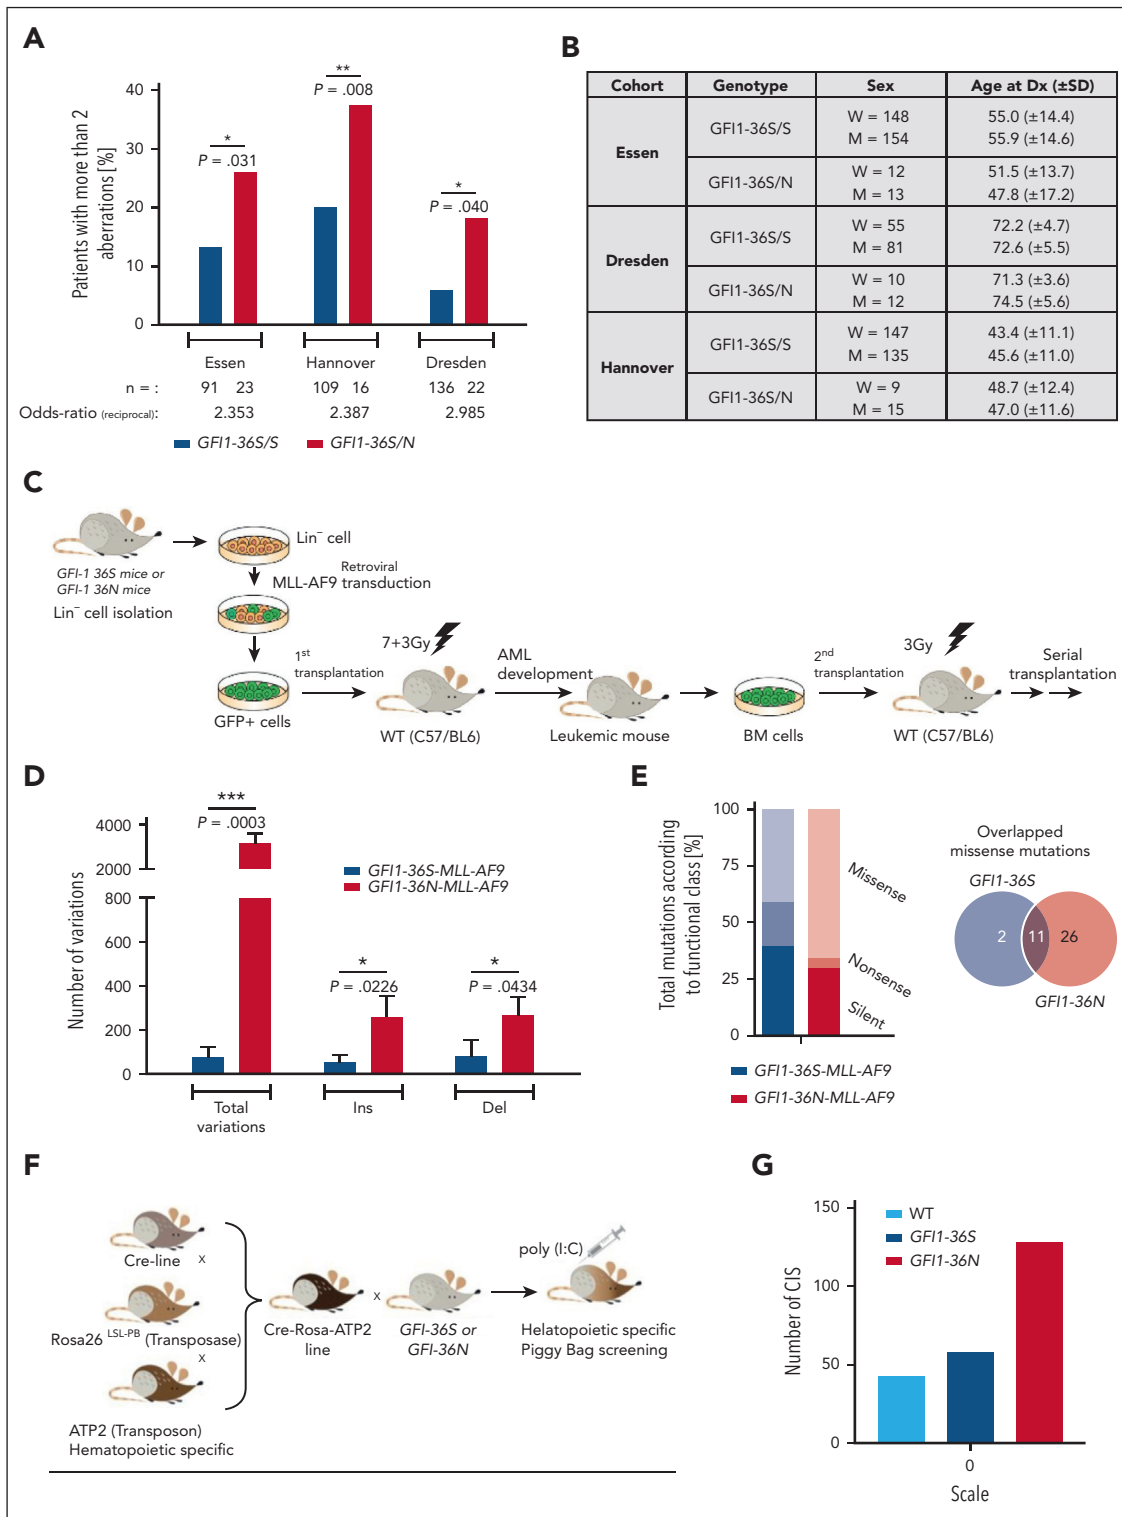 A
Patients with more than 2
aberrations [%]
40
30
20
10
0
*
P = .031
**
P = .008
*
P = .040
Essen
Hannover
Dresden
n = :
91 23
109 16
136 22
Odds-ratio (reciprocal):
2.353
2.387
2.985
GFI1-36S/S
GFI1-36S/N
B
Cohort Genotype Sex Age at Dx (±SD)
Essen
GFI1-36S/S
W = 148 55.0 (±14.4)
M = 154 55.9 (±14.6)
GFI1-36S/N
W = 12 51.5 (±13.7)
M = 13 47.8 (±17.2)
Dresden
GFI1-36S/S
W = 55 72.2 (±4.7)
M = 81 72.6 (±5.5)
GFI1-36S/N
W = 10 71.3 (±3.6)
M = 12 74.5 (±5.6)
Hannover
GFI1-36S/S
W = 147 43.4 (±11.1)
M = 135 45.6 (±11.0)
GFI1-36S/N
W = 9 48.7 (±12.4)
M = 15 47.0 (±11.6)
C
GFI-1 36S mice or
GFI-1 36N mice
Lin⁻ cell isolation
Lin⁻ cell
Retroviral
MLL-AF9 transduction
GFP+ cells
1st
transplantation
7+3Gy
WT (C57/BL6)
AML
development
Leukemic mouse
BM cells
2nd
transplantation
3Gy
WT (C57/BL6)
Serial
transplantation
D
Number of variations
4000
2000
800
600
400
200
0
***
P = .0003
*
P = .0226
*
P = .0434
GFI1-36S-MLL-AF9
GFI1-36N-MLL-AF9
Total
variations
Ins
Del
E
Total mutations according
to functional class [%]
100
75
50
25
0
Missense
Nonsense
Silent
GFI1-36S-MLL-AF9
GFI1-36N-MLL-AF9
Overlapped
missense mutations
GFI1-36S
2 11 26
GFI1-36N
F
Cre-line x
Rosa26 LSL-PB (Transposase)
x
ATP2 (Transposon)
Hematopoietic specific
Cre-Rosa-ATP2
line
x
GFI-36S or
GFI-36N
poly (I:C)
Helatopoietic specific
Piggy Bag screening
G
Number of CIS
150
100
50
0
WT
GFI1-36S
GFI1-36N
0
Scale